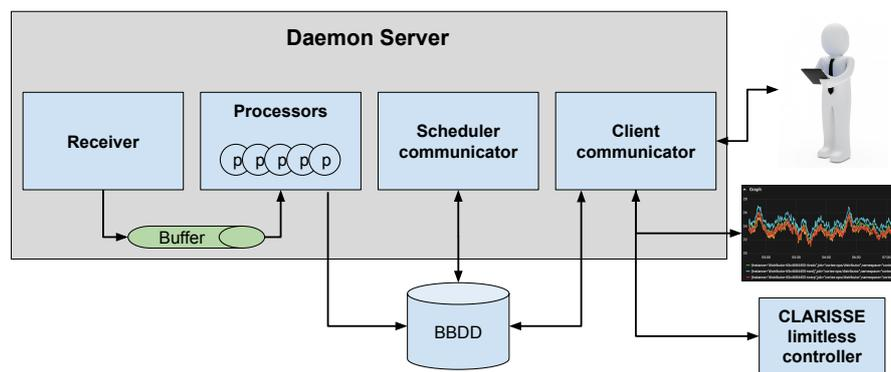 Daemon Server
Receiver
Processors
p p p p p
Scheduler
communicator
Client
communicator
Buffer
BBDD
Graph
CLARISSE
limitless
controller